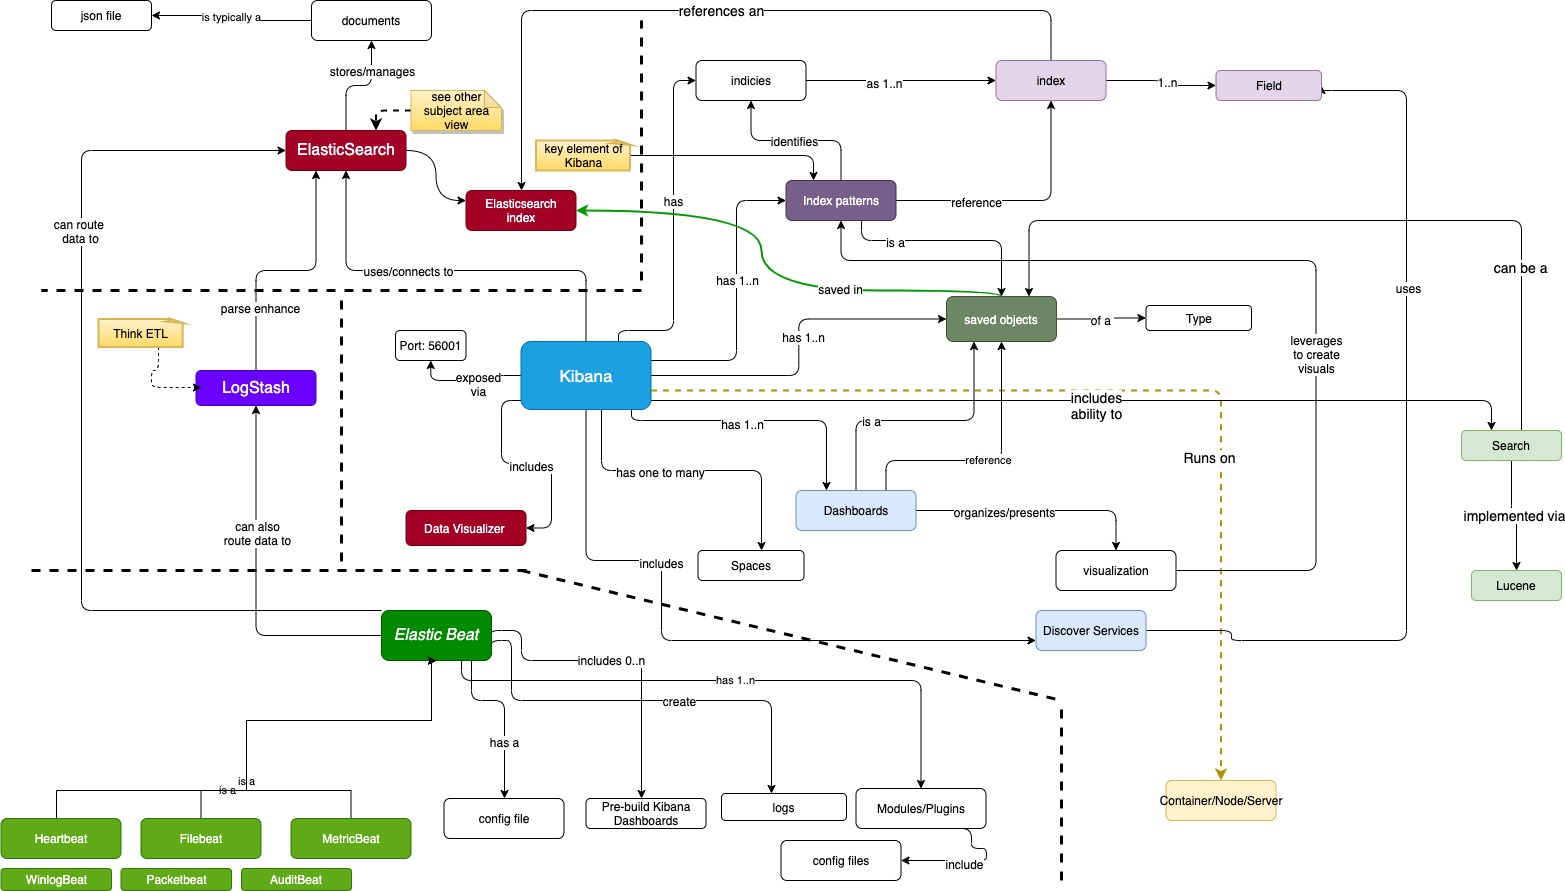 json file
is typically a
documents
references an
stores/manages
indicies
as 1..n
index
1..n
Field
see other
subject area
view
ElasticSearch
key element of
Kibana
identifies
Elasticsearch
index
has
Index patterns
reference
can route
data to
is a
uses/connects to
has 1..n
saved in
can be a
uses
parse enhance
Think ETL
Port: 56001
has 1..n
saved objects
of a
Type
leverages
to create
visuals
LogStash
exposed
via
Kibana
includes
ability to
has 1..n
is a
Search
includes
has one to many
reference
Runs on
Data Visualizer
Dashboards
organizes/presents
implemented via
can also
route data to
includes
Spaces
visualization
Lucene
Elastic Beat
Discover Services
includes 0..n
has 1..n
create
has a
is a
is a
config file
Pre-build Kibana
Dashboards
logs
Modules/Plugins
Container/Node/Server
Heartbeat
Filebeat
MetricBeat
config files
include
WinlogBeat
Packetbeat
AuditBeat